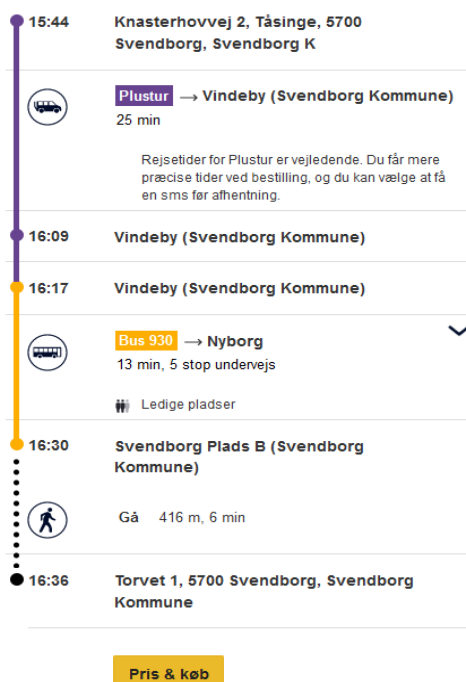 15:44 Knasterhovvej 2, Tåsinge, 5700
Svendborg, Svendborg K
Plustur → Vindeby (Svendborg Kommune)
25 min
Rejsetider for Plustur er vejledende. Du får mere
præcise tider ved bestilling, og du kan vælge at få
en sms før afhentning.
16:09 Vindeby (Svendborg Kommune)
16:17 Vindeby (Svendborg Kommune)
Bus 930 → Nyborg
13 min, 5 stop undervejs
Ledige pladser
16:30 Svendborg Plads B (Svendborg
Kommune)
Gå 416 m, 6 min
16:36 Torvet 1, 5700 Svendborg, Svendborg
Kommune
Pris & køb